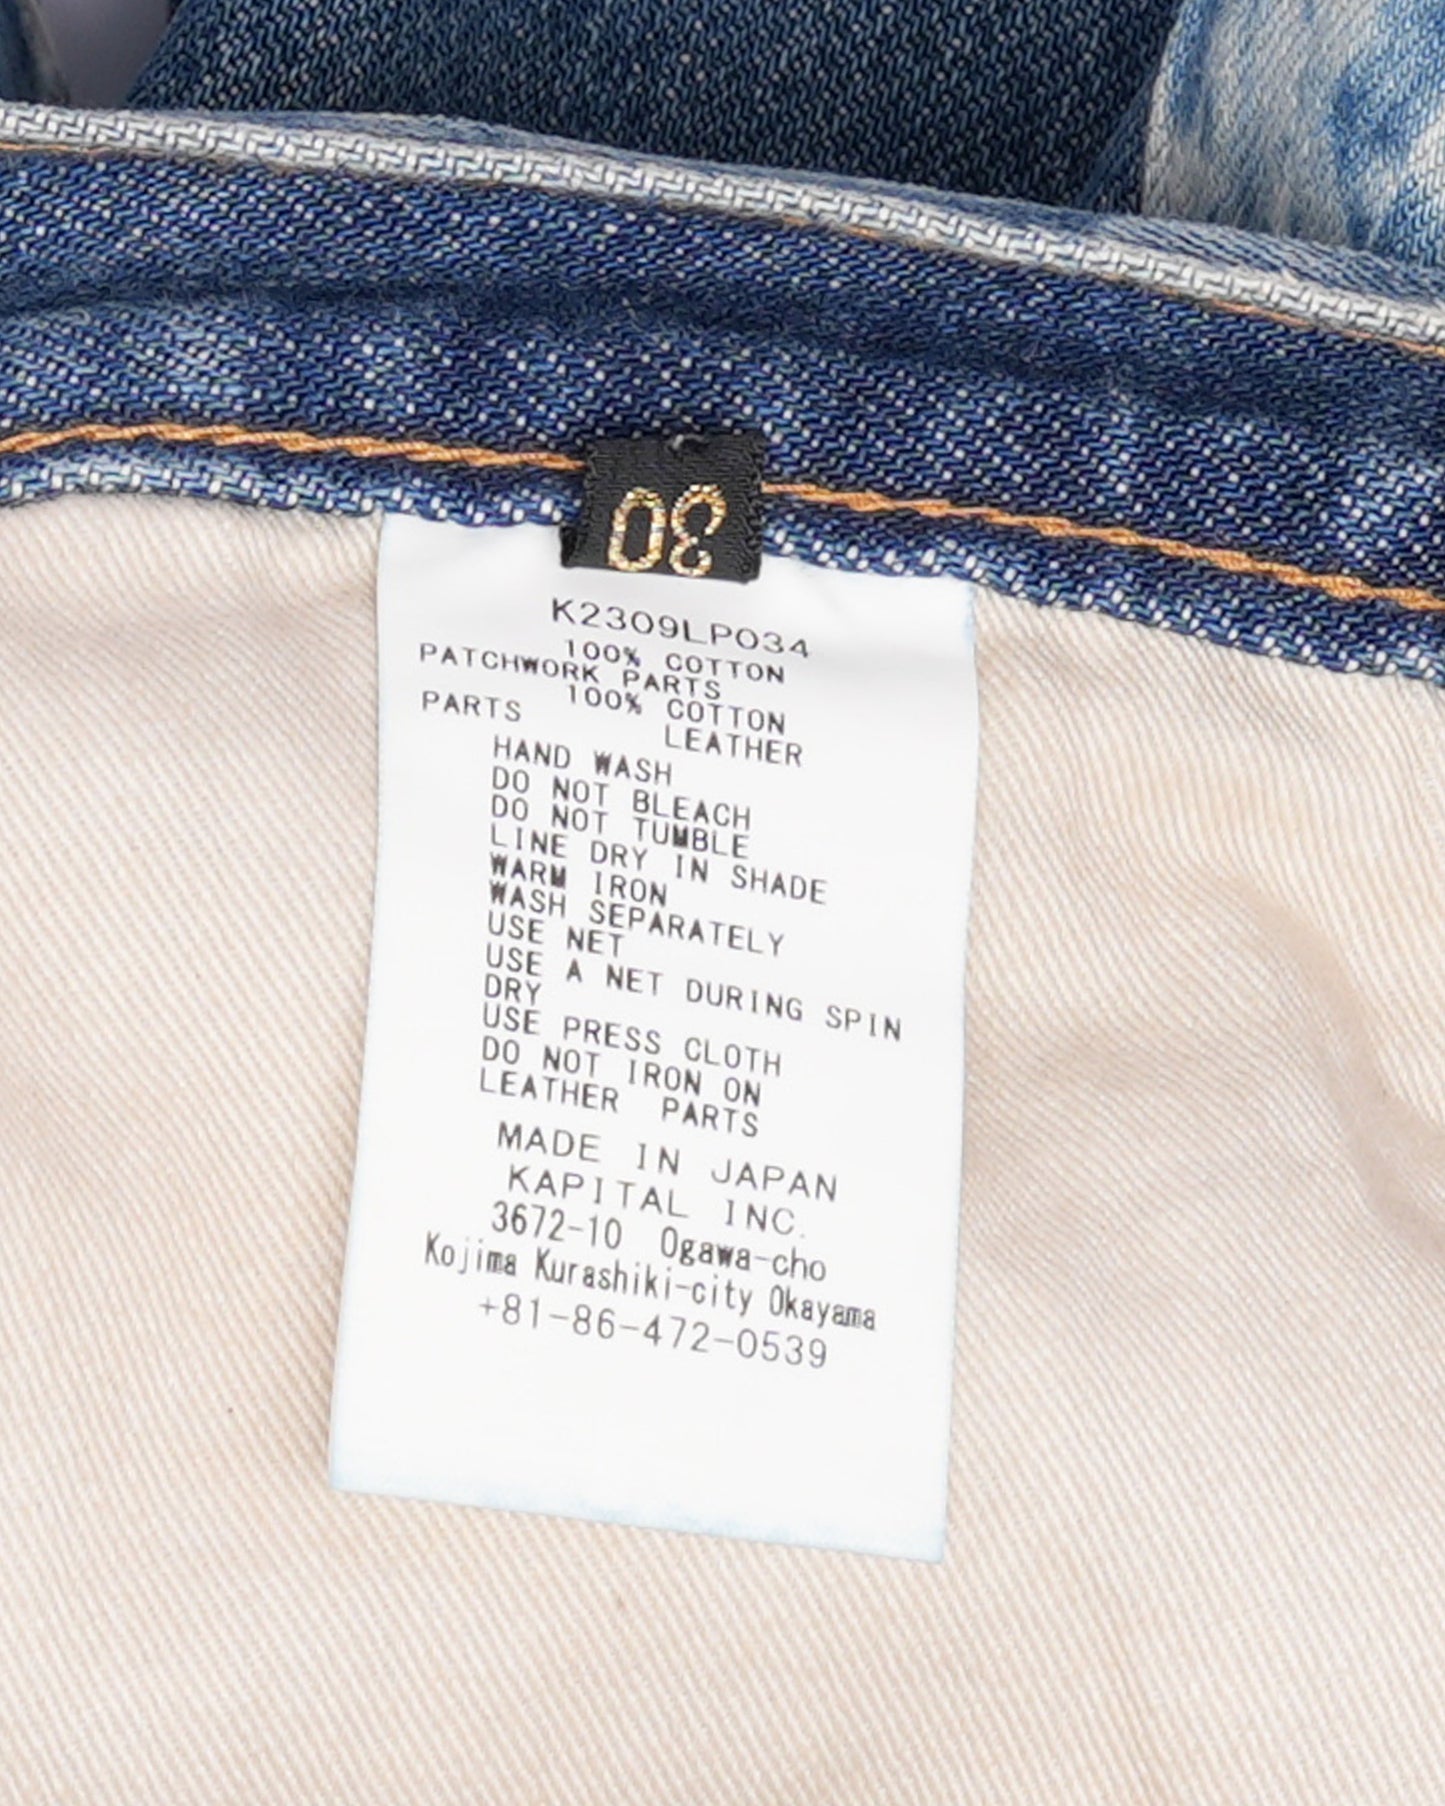 30
K2309LP034
100% COTTON
PATCHWORK PARTS
100% COTTON
PARTS
LEATHER
HAND WASH
DO NOT BLEACH
DO NOT TUMBLE
LINE DRY IN SHADE
WARM IRON
WASH SEPARATELY
USE NET
USE A NET DURING SPIN
DRY
USE PRESS CLOTH
DO NOT IRON ON
LEATHER PARTS
MADE IN JAPAN
KAPITAL INC.
3672-10 Ogawa-cho
Kojima Kurashiki-city Okayama
+81-86-472-0539